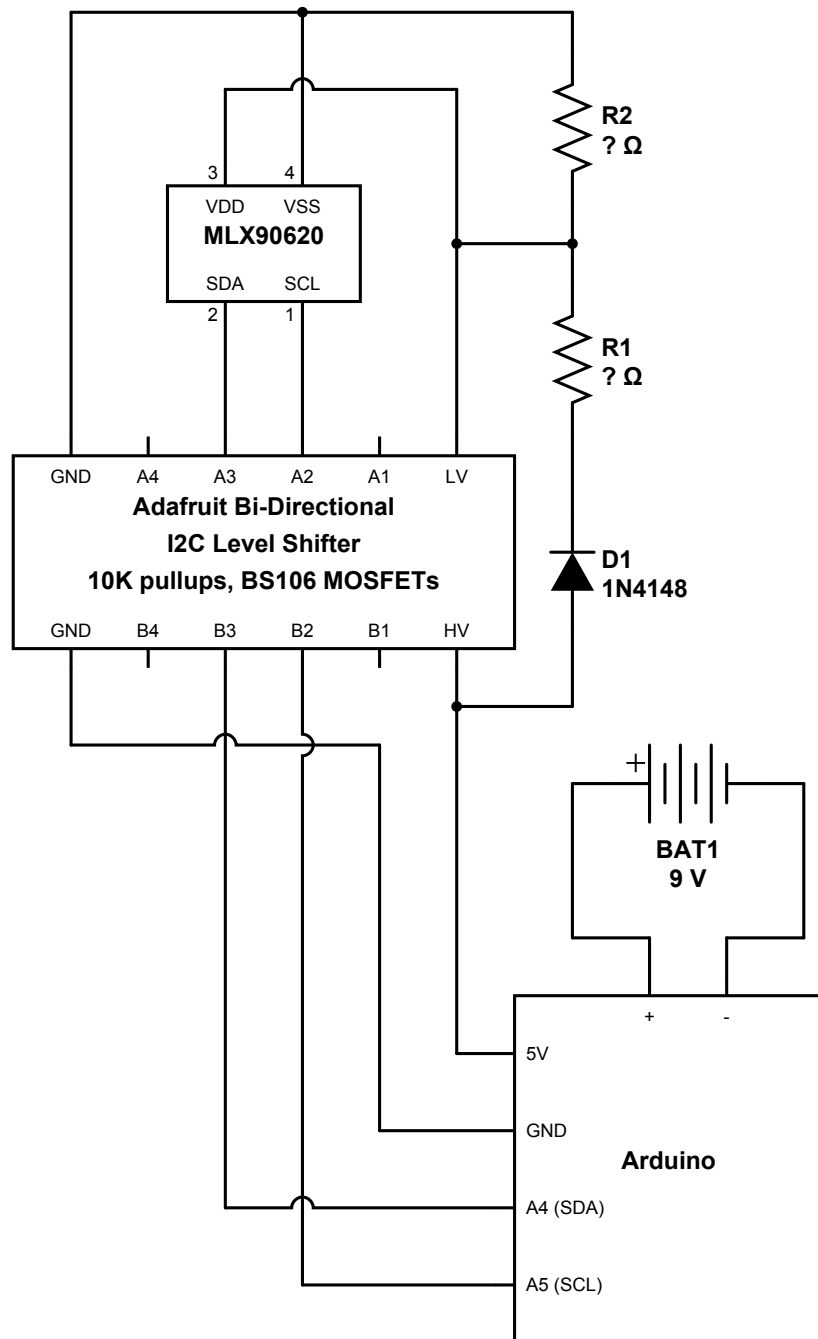 R2
? Ω
3
4
VDD VSS
MLX90620
SDA SCL
2
1
R1
? Ω
GND A4 A3 A2 A1 LV
Adafruit Bi-Directional
I2C Level Shifter
10K pullups, BS106 MOSFETs
GND B4 B3 B2 B1 HV
D1
1N4148
+
BAT1
9 V
+ -
5V
GND
Arduino
A4 (SDA)
A5 (SCL)